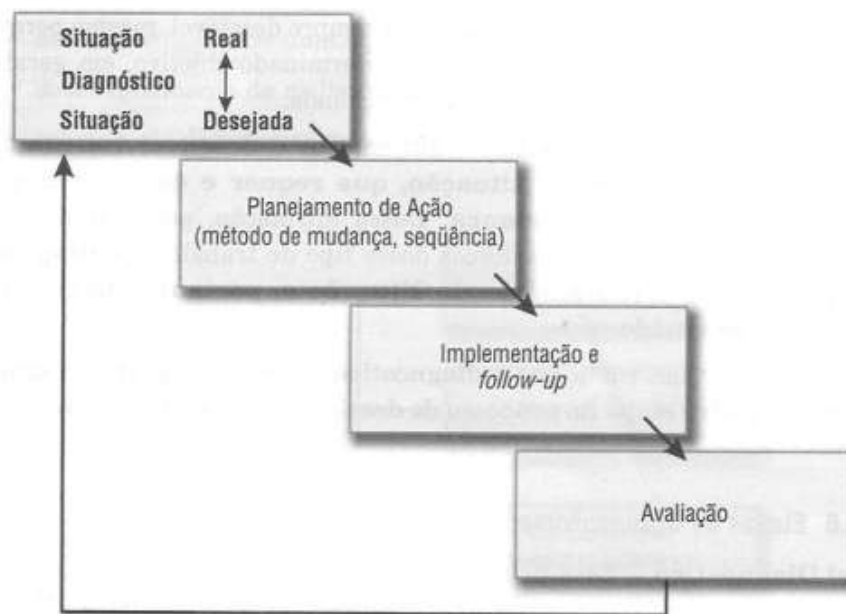 Situação Real
Diagnóstico
Situação Desejada
Planejamento de Ação
(método de mudança, seqüência)
Implementação e
follow-up
Avaliação